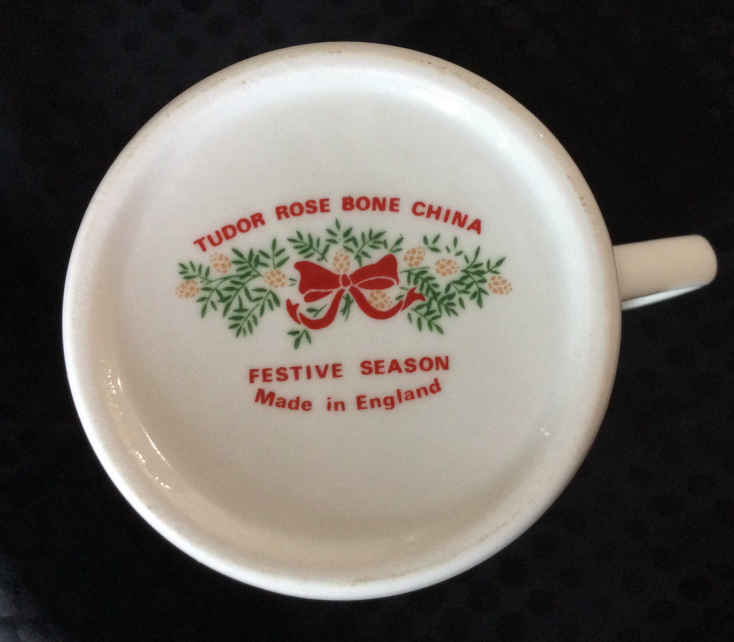 TUDOR ROSE BONE CHINA
FESTIVE SEASON
Made in England